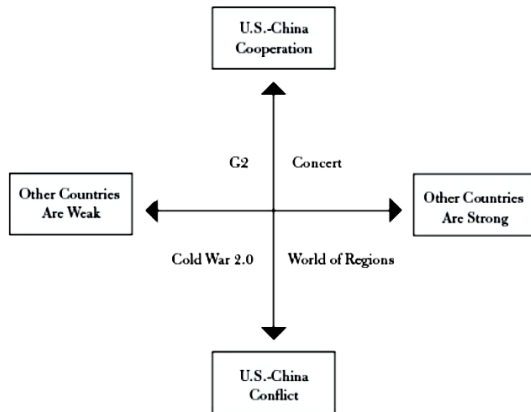 U.S.-China
Cooperation
G2
Concert
Other Countries
Are Weak
Other Countries
Are Strong
Cold War 2.0
World of Regions
U.S.-China
Conflict